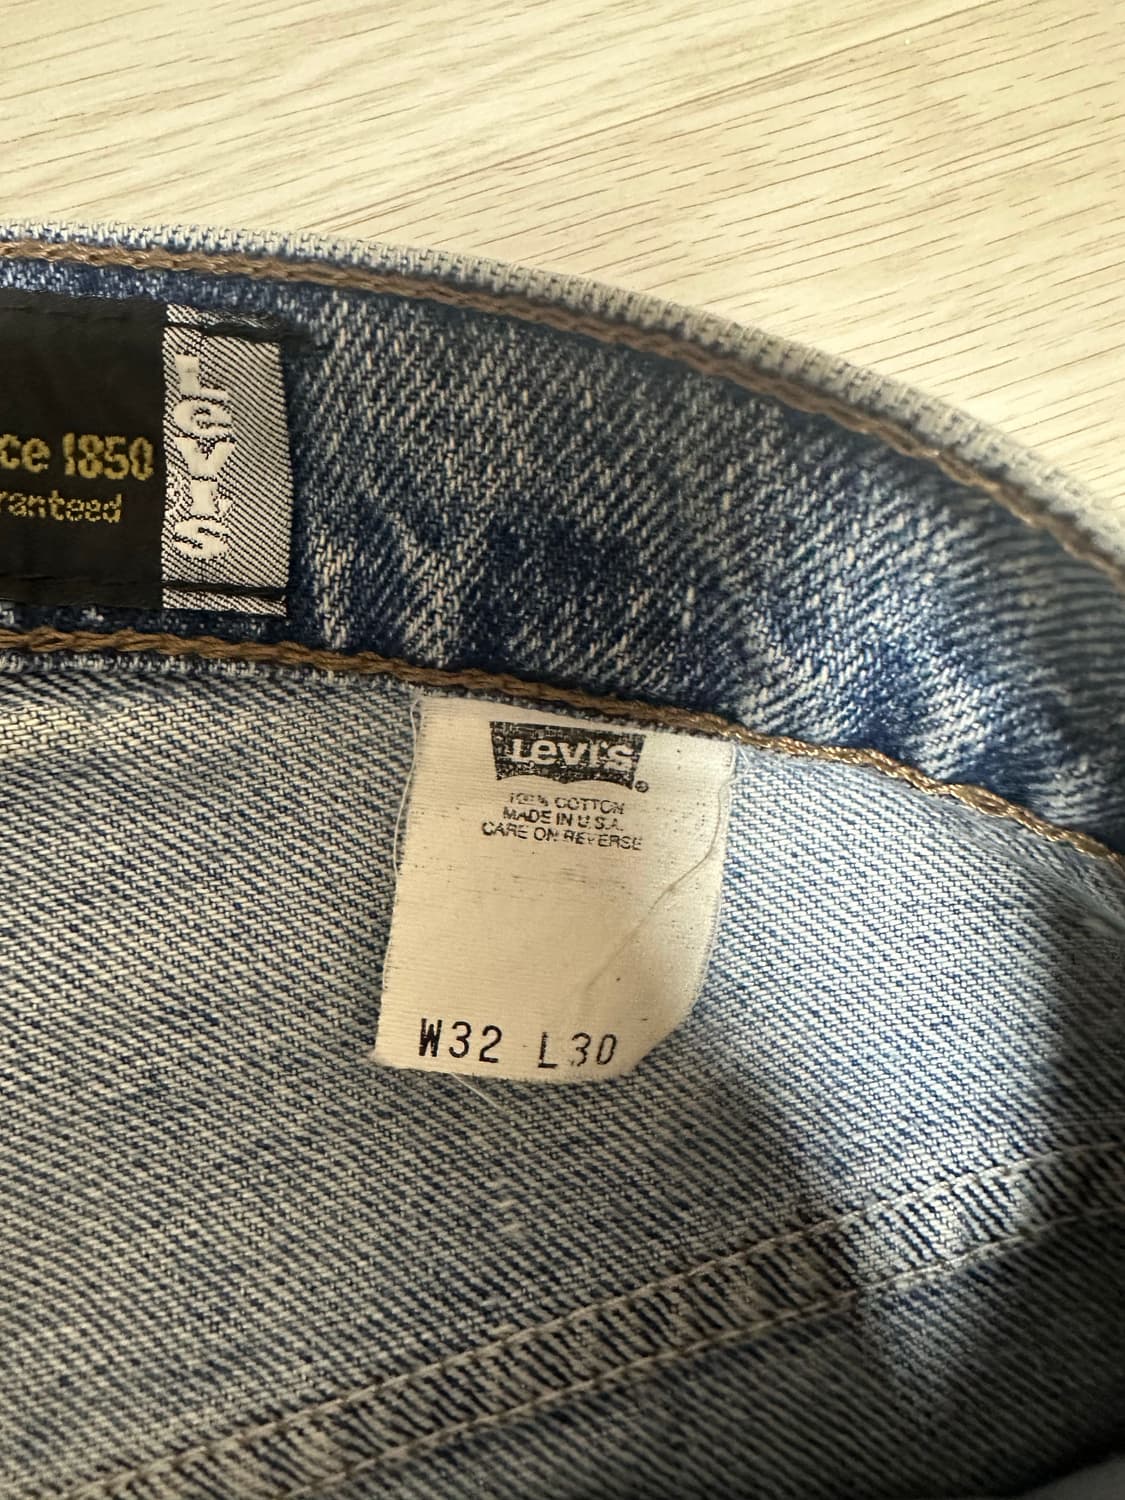 ce 1850
ranteed
LeVI'S
LEVI'S
®
100% COTTON
MADE IN U.S.A.
CARE ON REVERSE
W32 L30